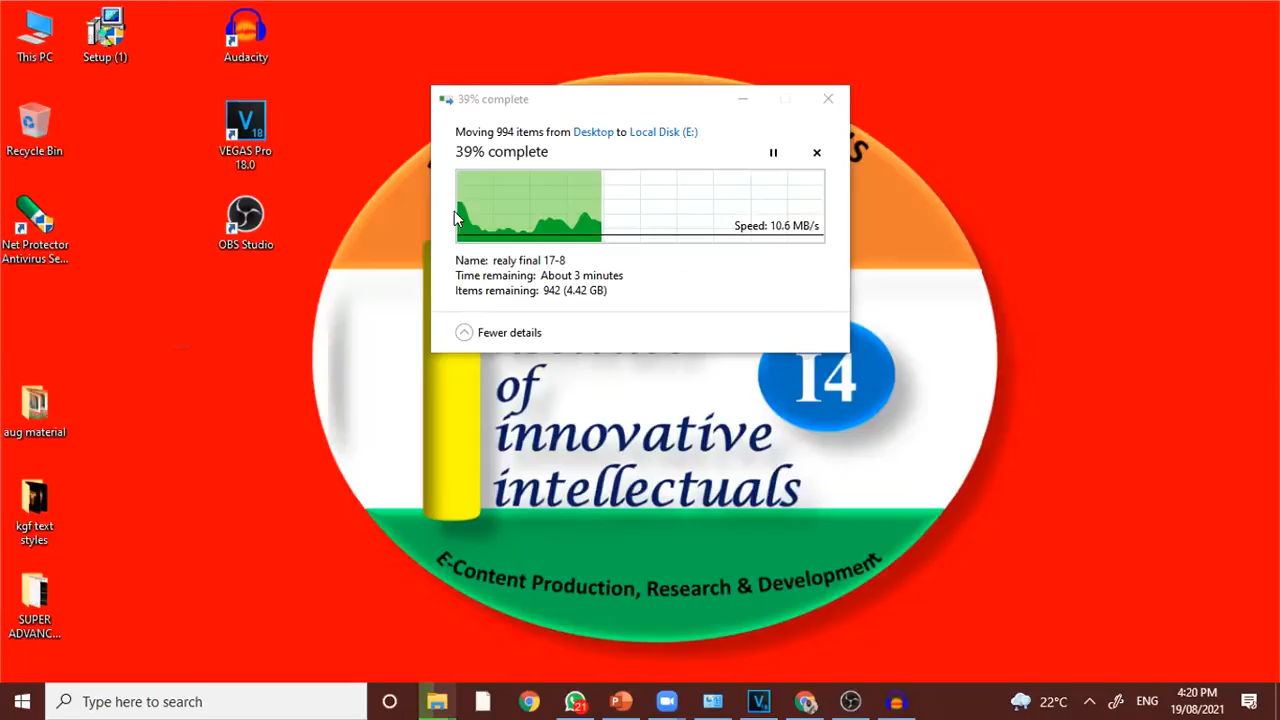 This PC
Setup (1)
Audacity
Recycle Bin
VEGAS Pro
18.0
Net Protector
Antivirus Se...
OBS Studio
aug material
kgf text
styles
SUPER
ADVANC...
39% complete
Moving 994 items from Desktop to Local Disk (E:)
39% complete
Speed: 10.6 MB/s
Name: realy final 17-8
Time remaining: About 3 minutes
Items remaining: 942 (4.42 GB)
Fewer details
I4
of
innovative
intellectuals
E-Content Production, Research & Development
Type here to search
21
22°C
ENG
4:20 PM
19/08/2021